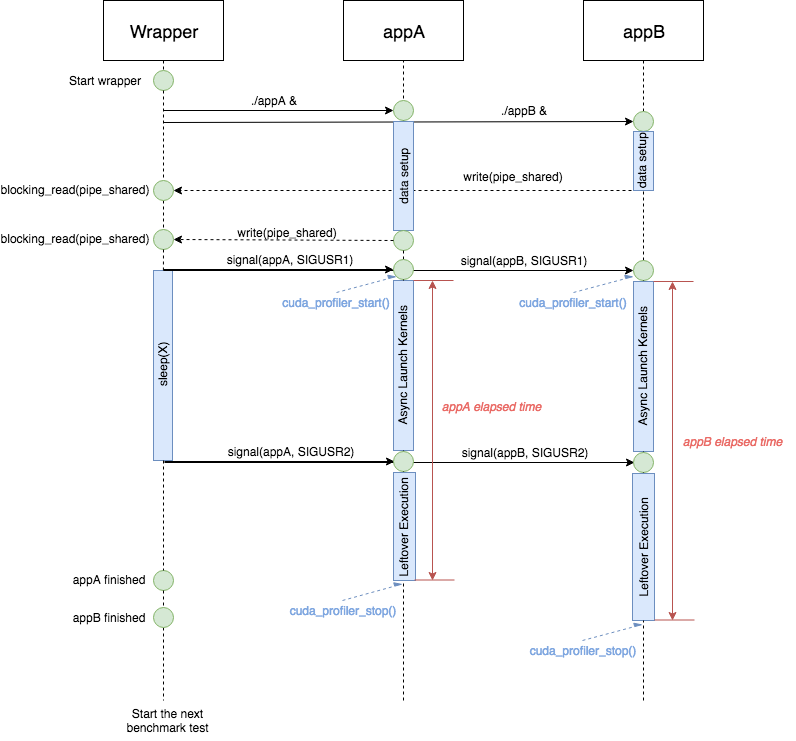 Wrapper
appA
appB
Start wrapper
./appA &
./appB &
data setup
data setup
write(pipe_shared)
blocking_read(pipe_shared)
write(pipe_shared)
blocking_read(pipe_shared)
signal(appA, SIGUSR1)
signal(appB, SIGUSR1)
cuda_profiler_start()
cuda_profiler_start()
sleep(X)
Async Launch Kernels
Async Launch Kernels
appA elapsed time
appB elapsed time
signal(appA, SIGUSR2)
signal(appB, SIGUSR2)
Leftover Execution
Leftover Execution
appA finished
cuda_profiler_stop()
appB finished
cuda_profiler_stop()
Start the next
benchmark test